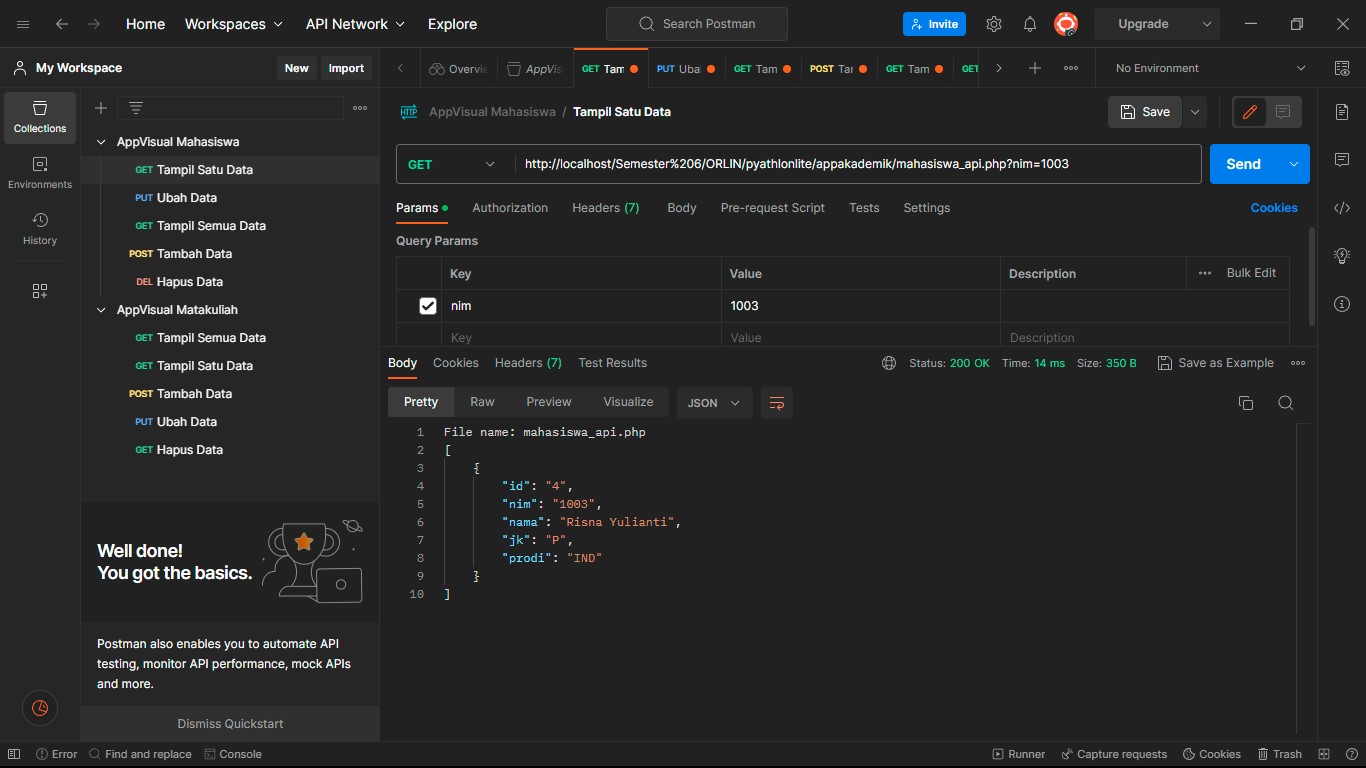 Home Workspaces API Network Explore Search Postman Invite Upgrade
My Workspace New Import Overvie AppVis GET Tam PUT Uba GET Tam POST Tar GET Tam GET No Environment
Collections
Environments
History
AppVisual Mahasiswa
GET Tampil Satu Data
PUT Ubah Data
GET Tampil Semua Data
POST Tambah Data
DEL Hapus Data
AppVisual Matakuliah
GET Tampil Semua Data
GET Tampil Satu Data
POST Tambah Data
PUT Ubah Data
GET Hapus Data
Well done!
You got the basics.
Postman also enables you to automate API
testing, monitor API performance, mock APIs
and more.
Dismiss Quickstart
HTTP AppVisual Mahasiswa / Tampil Satu Data Save
GET http://localhost/Semester%206/ORLIN/pyathlonlite/appakademik/mahasiswa_api.php?nim=1003 Send
Params Authorization Headers (7) Body Pre-request Script Tests Settings Cookies
Query Params
Key Value Description Bulk Edit
nim 1003
Key Value Description
Body Cookies Headers (7) Test Results Status: 200 OK Time: 14 ms Size: 350 B Save as Example
Pretty Raw Preview Visualize JSON
1 File name: mahasiswa_api.php
2 [
3 {
4 "id": "4",
5 "nim": "1003",
6 "nama": "Risna Yulianti",
7 "jk": "P",
8 "prodi": "IND"
9 }
10 ]
Error Find and replace Console Runner Capture requests Cookies Trash